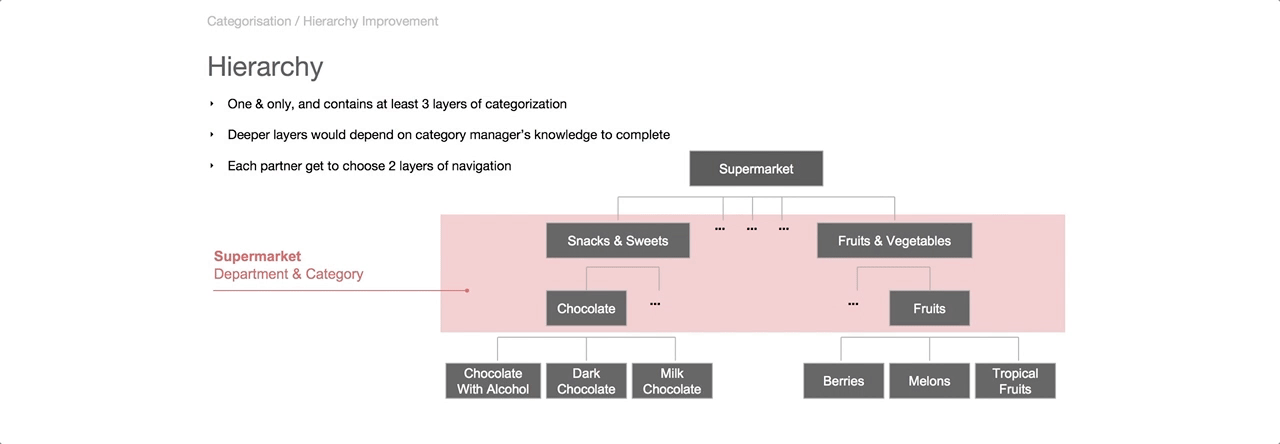 Categorisation / Hierarchy Improvement
Hierarchy
One & only, and contains at least 3 layers of categorization
Deeper layers would depend on category manager's knowledge to complete
Each partner get to choose 2 layers of navigation
Supermarket
... ... ...
Snacks & Sweets
Fruits & Vegetables
Supermarket
Department & Category
Chocolate
...
...
Fruits
Chocolate
With Alcohol
Dark
Chocolate
Milk
Chocolate
Berries
Melons
Tropical
Fruits